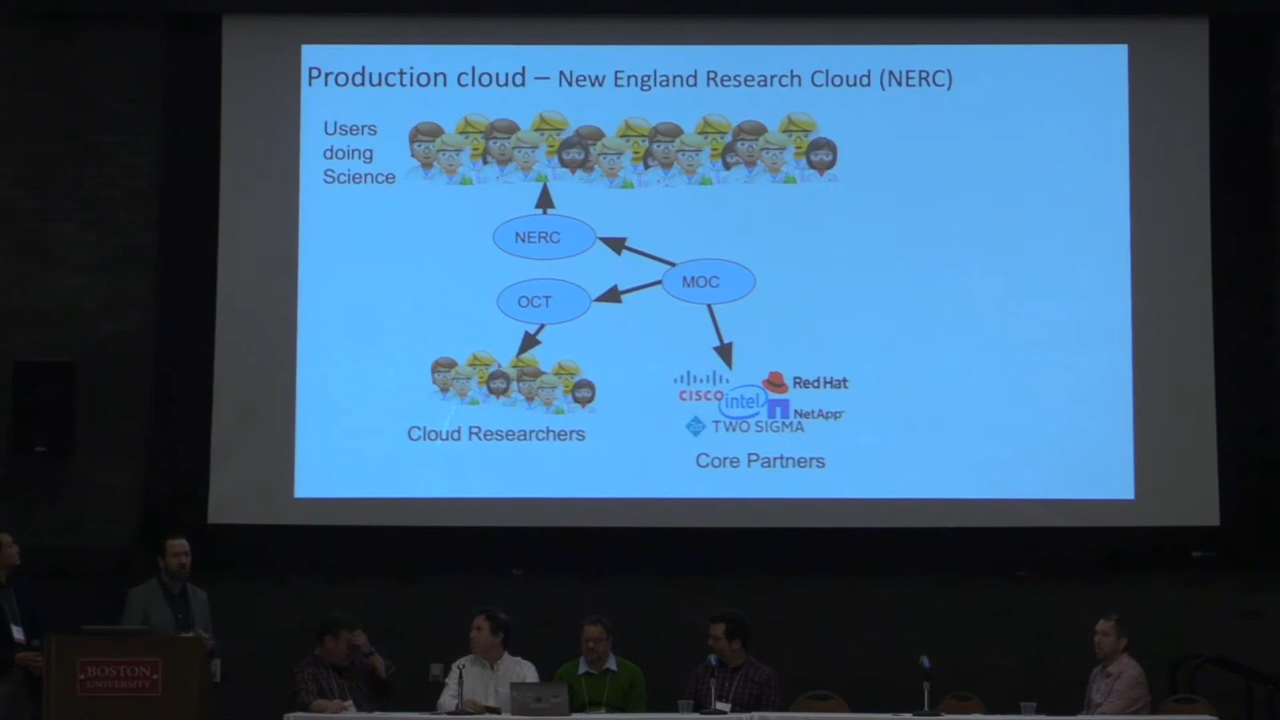 Production cloud – New England Research Cloud (NERC)
Users
doing
Science
NERC
MOC
OCT
CISCO
intel
Red Hat
NetApp
TWO SIGMA
Cloud Researchers
Core Partners
BOSTON
UNIVERSITY